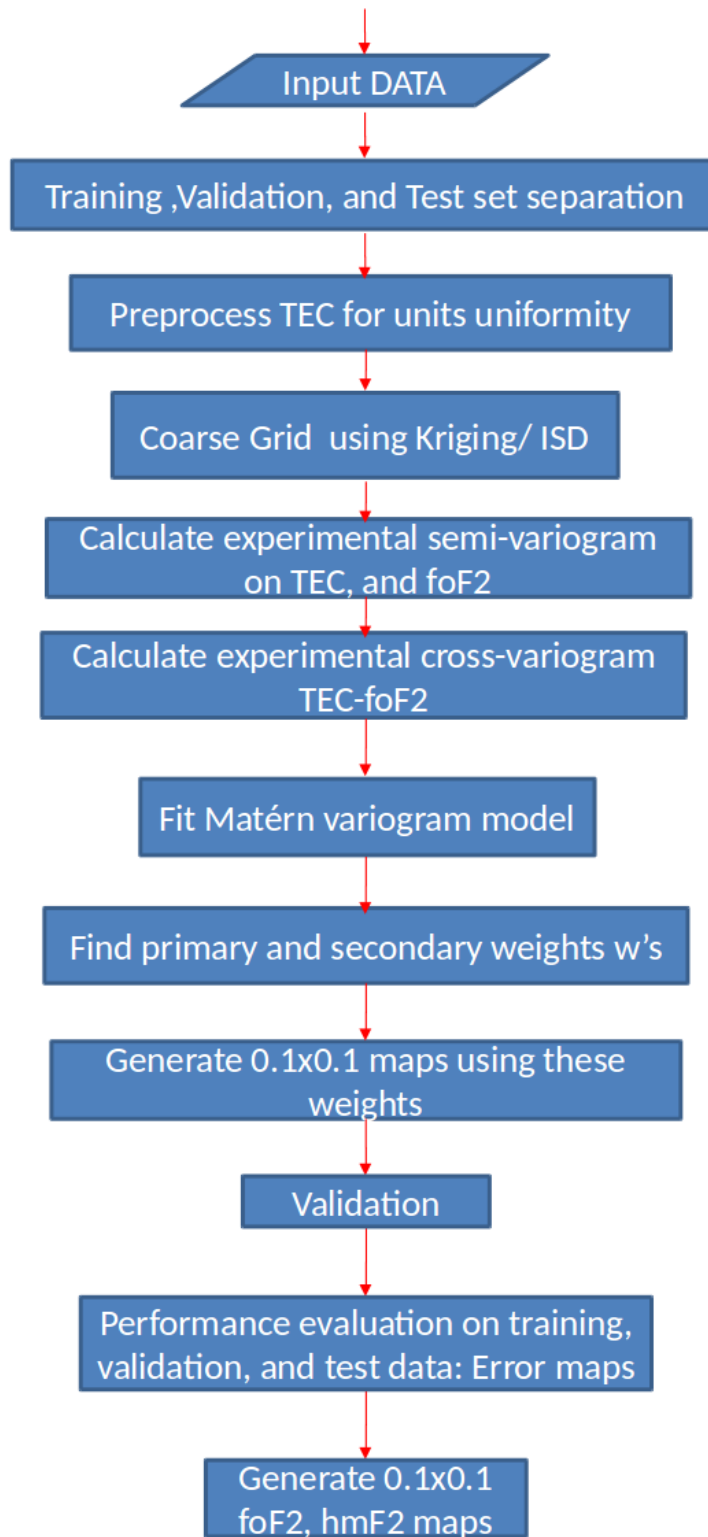 Input DATA
Training ,Validation, and Test set separation
Preprocess TEC for units uniformity
Coarse Grid  using Kriging/ ISD
Calculate experimental semi-variogram
on TEC, and foF2
Calculate experimental cross-variogram
TEC-foF2
Fit Matérn variogram model
Find primary and secondary weights w’s
Generate 0.1x0.1 maps using these
weights
Validation
Performance evaluation on training,
validation, and test data: Error maps
Generate 0.1x0.1
foF2, hmF2 maps